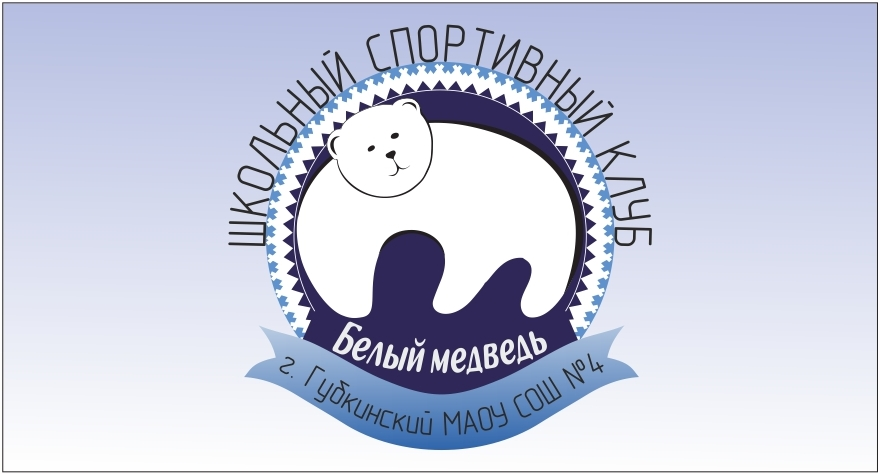 ШКОЛЬНЫЙ СПОРТИВНЫЙ КЛУБ
Белый медведь
г. Губкинский МАОУ СОШ №4